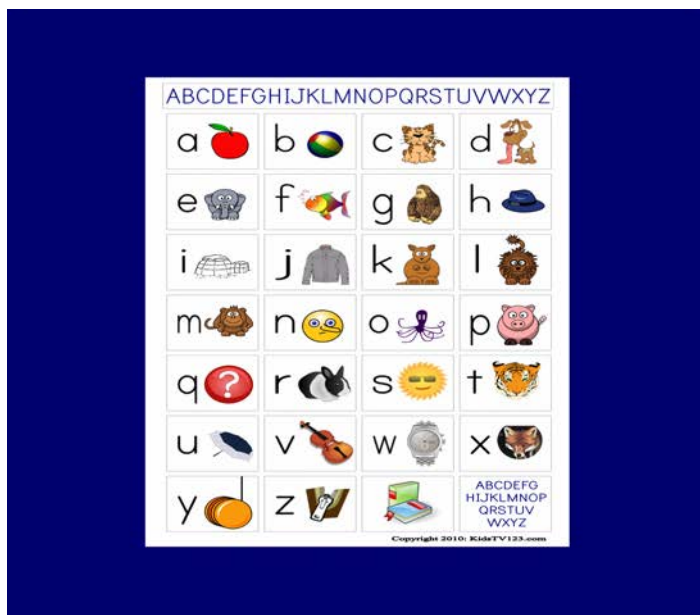 ABCDEFGHIJKLMNOPQRSTUVWXYZ
a b c d
e f g h
i j k l
m n o p
q ? r s t
u v w x
y z
ABCDEFG
HIJKLMNOP
QRSTUV
WXYZ
Copyright 2010: KidsTV123.com